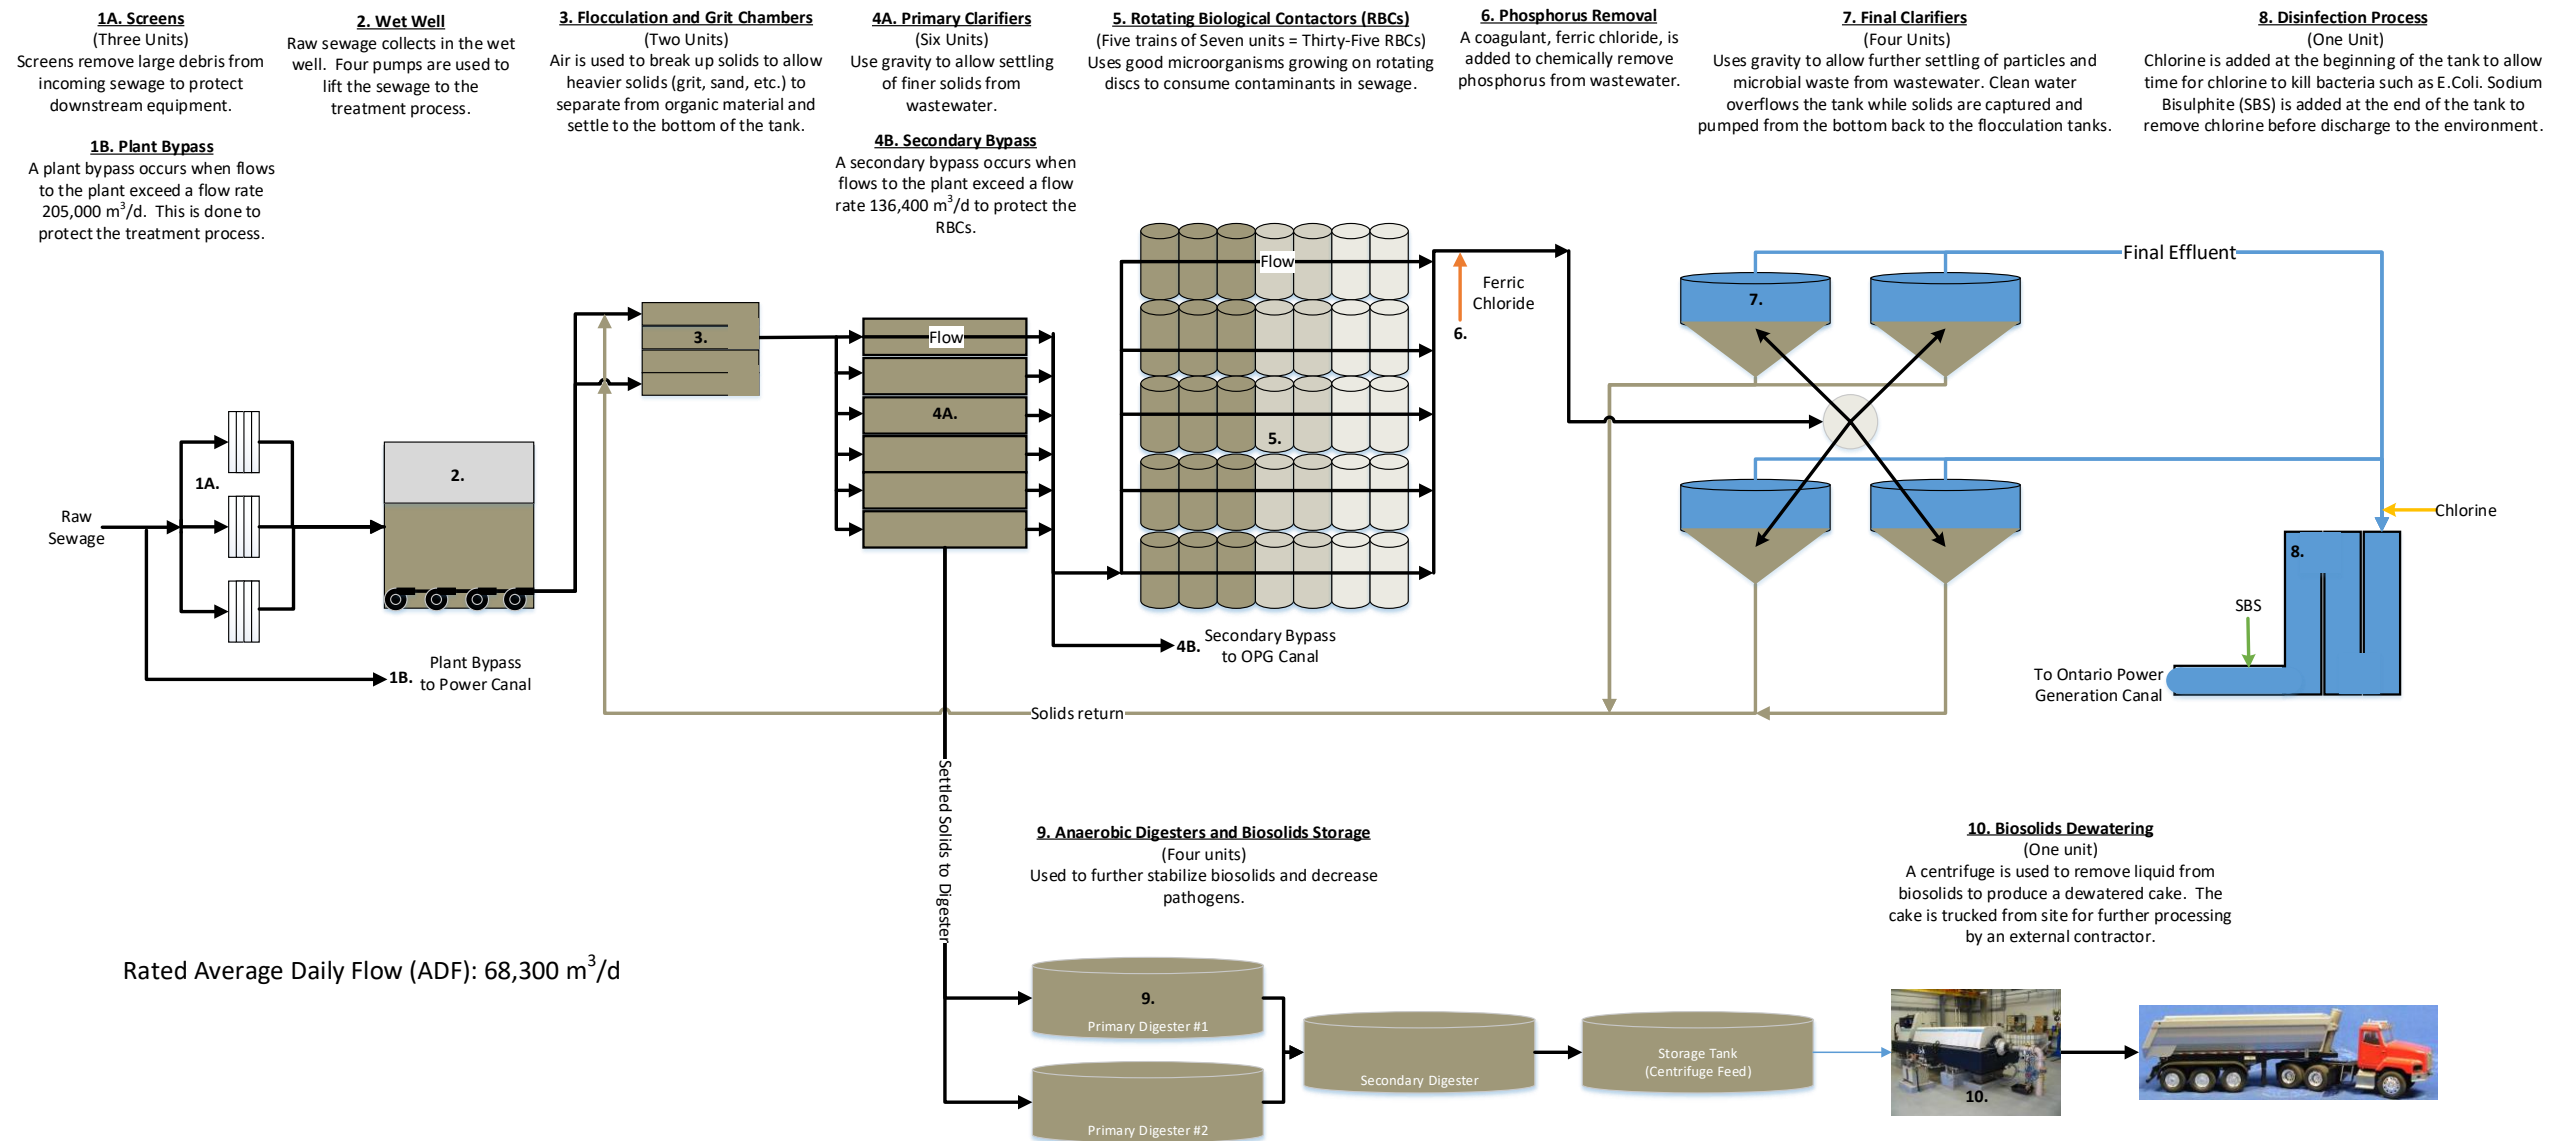 1A. Screens
(Three Units)
Screens remove large debris from
incoming sewage to protect
downstream equipment.
1B. Plant Bypass
A plant bypass occurs when flows
to the plant exceed a flow rate
205,000 m³/d. This is done to
protect the treatment process.
2. Wet Well
Raw sewage collects in the wet
well. Four pumps are used to
lift the sewage to the
treatment process.
3. Flocculation and Grit Chambers
(Two Units)
Air is used to break up solids to allow
heavier solids (grit, sand, etc.) to
separate from organic material and
settle to the bottom of the tank.
4A. Primary Clarifiers
(Six Units)
Use gravity to allow settling
of finer solids from
wastewater.
4B. Secondary Bypass
A secondary bypass occurs when
flows to the plant exceed a flow
rate 136,400 m³/d to protect the
RBCs.
5. Rotating Biological Contactors (RBCs)
(Five trains of Seven units = Thirty-Five RBCs)
Uses good microorganisms growing on rotating
discs to consume contaminants in sewage.
6. Phosphorus Removal
A coagulant, ferric chloride, is
added to chemically remove
phosphorus from wastewater.
7. Final Clarifiers
(Four Units)
Uses gravity to allow further settling of particles and
microbial waste from wastewater. Clean water
overflows the tank while solids are captured and
pumped from the bottom back to the flocculation tanks.
8. Disinfection Process
(One Unit)
Chlorine is added at the beginning of the tank to allow
time for chlorine to kill bacteria such as E.Coli. Sodium
Bisulphite (SBS) is added at the end of the tank to
remove chlorine before discharge to the environment.
Raw
Sewage
1A.
1B.
Plant Bypass
to Power Canal
2.
3.
Flow
4A.
4B.
Secondary Bypass
to OPG Canal
Flow
5.
Ferric
Chloride
6.
7.
Final Effluent
Chlorine
8.
SBS
To Ontario Power
Generation Canal
Solids return
Settled Solids to Digester
9. Anaerobic Digesters and Biosolids Storage
(Four units)
Used to further stabilize biosolids and decrease
pathogens.
10. Biosolids Dewatering
(One unit)
A centrifuge is used to remove liquid from
biosolids to produce a dewatered cake. The
cake is trucked from site for further processing
by an external contractor.
Rated Average Daily Flow (ADF): 68,300 m³/d
9.
Primary Digester #1
Primary Digester #2
Secondary Digester
Storage Tank
(Centrifuge Feed)
10.